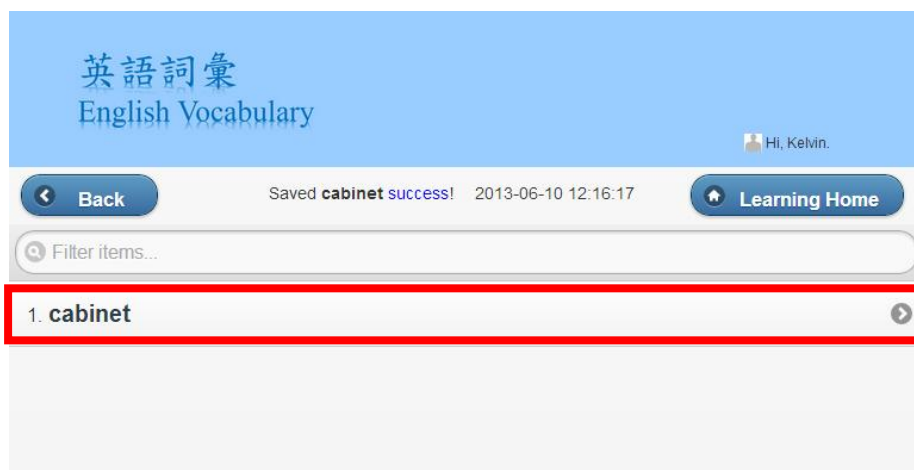 英語詞彙
English Vocabulary
Hi, Kelvin.
Back
Saved cabinet success! 2013-06-10 12:16:17
Learning Home
Filter items...
1. cabinet